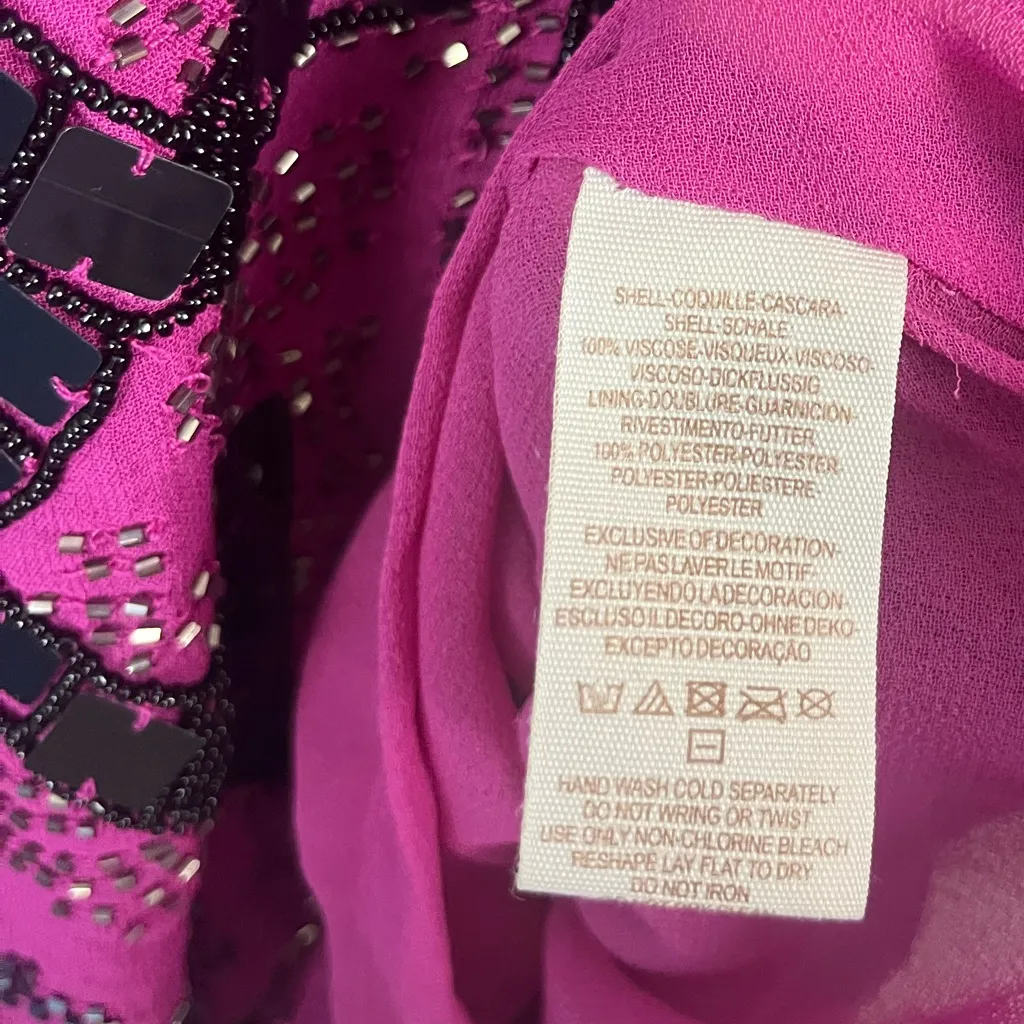 SHELL-COQUILLE-CASCARA-
SHELL-SCHALE
100% VISCOSE-VISQUEUX-VISCOSO-
VISCOSO-DICKFLUSSIG
LINING-DOUBLURE-GUARNICION-
RIVESTIMENTO-FUTTER
100% POLYESTER-POLYESTER-
POLYESTER-POLIESTERE-
POLYESTER
EXCLUSIVE OF DECORATION-
NE PAS LAVER LE MOTIF
EXCLUYENDO LA DECORACION
ESCLUSO IL DECORO-OHNE DEKO-
EXCEPTO DECORAÇÃO
HAND WASH COLD SEPARATELY
DO NOT WRING OR TWIST
USE ONLY NON-CHLORINE BLEACH
RESHAPE LAY FLAT TO DRY
DO NOT IRON